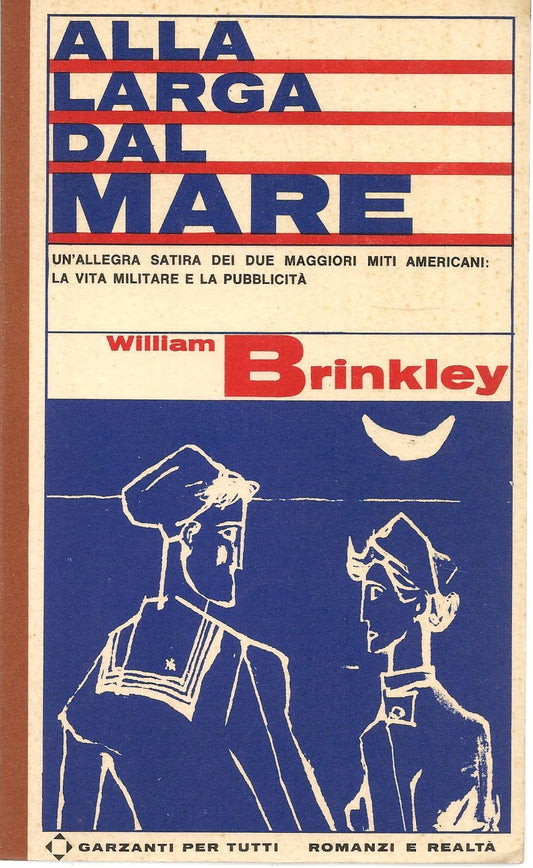 ALLA
LARGA
DAL
MARE
UN'ALLEGRA SATIRA DEI DUE MAGGIORI MITI AMERICANI:
LA VITA MILITARE E LA PUBBLICITÀ
William Brinkley
GARZANTI PER TUTTI ROMANZI E REALTÀ